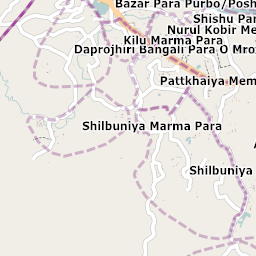 Bazar Para Purbo/Posh
Shishu Par
Nurul Kobir Me
Kilu Marma Para
Daprojhiri Bangali Para O Mro
Pattkhaiya Mem
Shilbuniya Marma Para
Shilbuniya